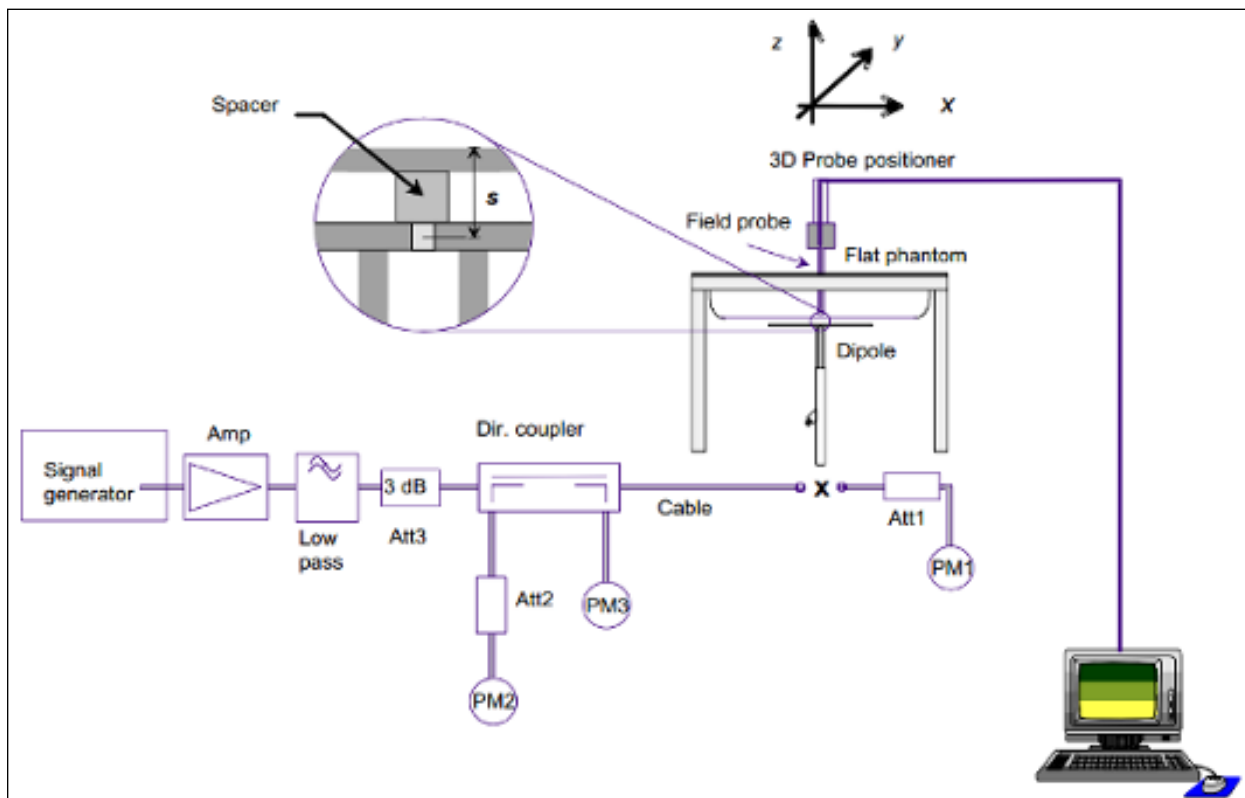 z
y
x
Spacer
s
3D Probe positioner
Field probe
Flat phantom
Dipole
Signal
generator
Amp
Low
pass
3 dB
Att3
Dir. coupler
Cable
X
Att1
PM1
Att2
PM3
PM2